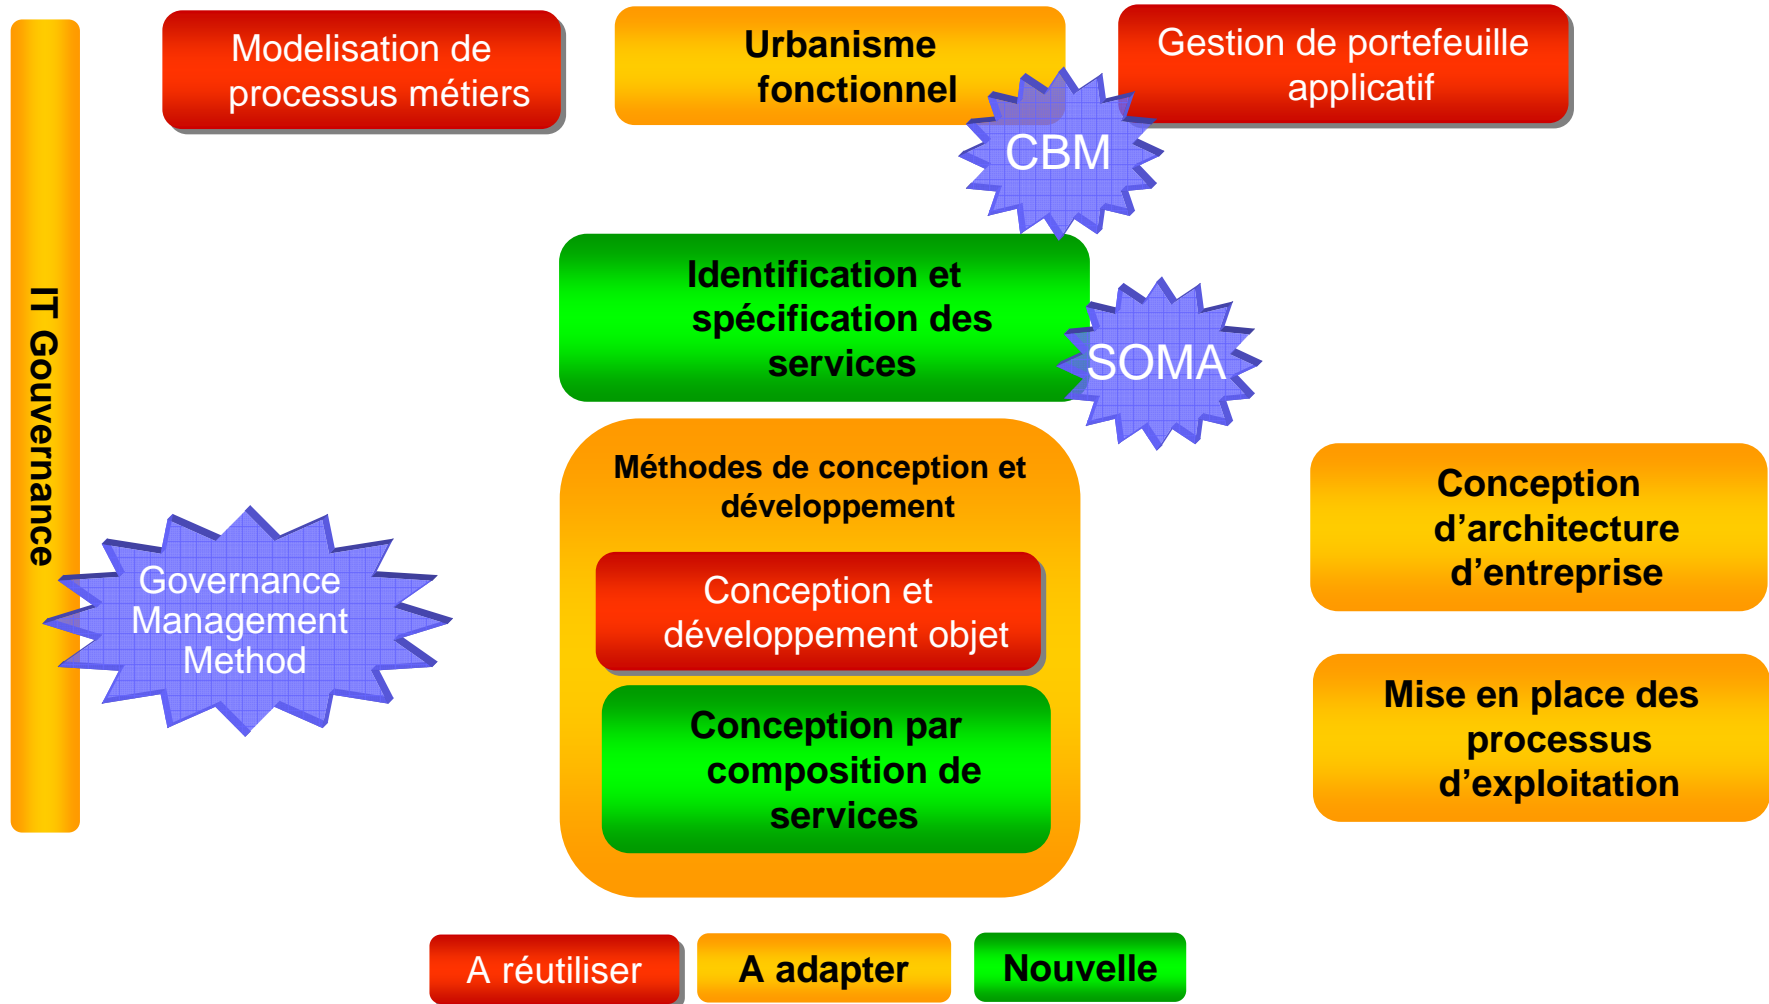 Modelisation de
processus métiers
Urbanisme
fonctionnel
Gestion de portefeuille
applicatif
CBM
IT Gouvernance
Identification et
spécification des
services
SOMA
Méthodes de conception et
développement
Conception et
développement objet
Conception par
composition de
services
Governance
Management
Method
Conception
d’architecture
d’entreprise
Mise en place des
processus
d’exploitation
A réutiliser
A adapter
Nouvelle